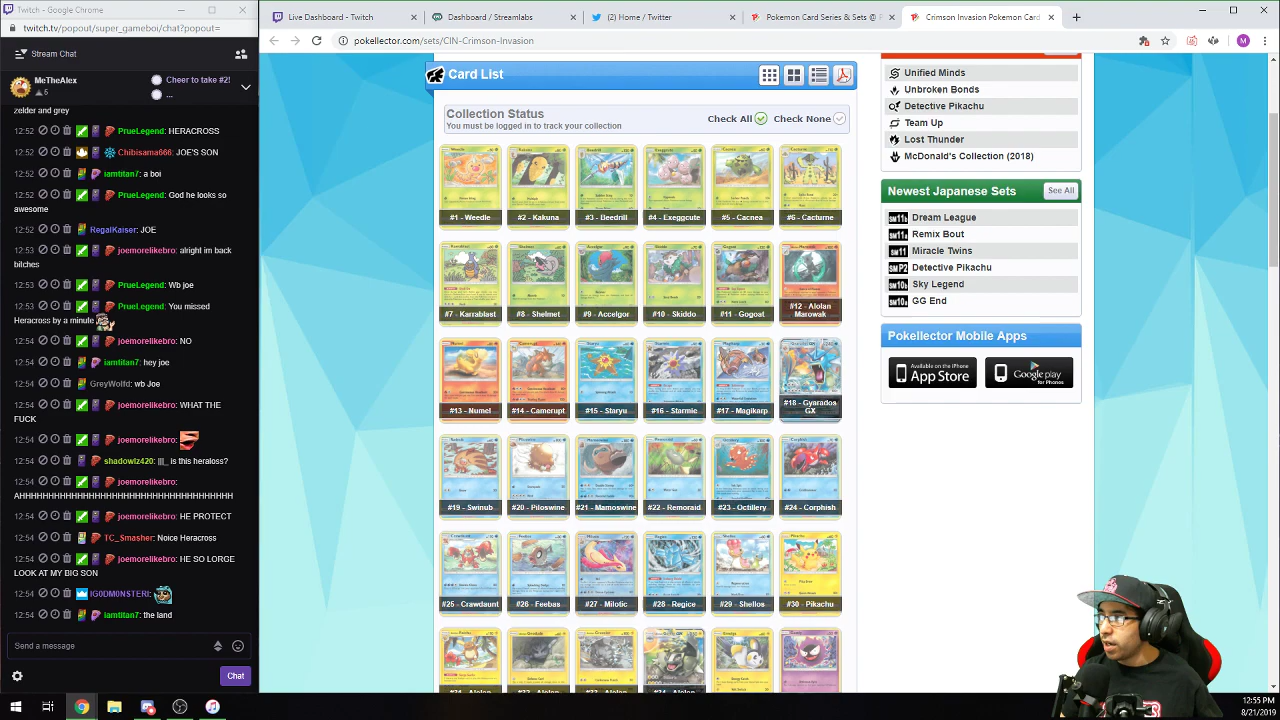 Twitch - Google Chrome
twitch.tv/popout/super_gameboi/chat?popout=
Stream Chat
MeTheAlex
5
Cheer to take #2!
...
zelder and grey
12:52 PrueLegend: HERACROSS
12:52 Chibisama666: JOE'S SON
12:52 iamtitan7: a boi
12:52 PrueLegend: God he looks so
awesome
12:52 RegalKaiser: JOE
12:53 joemorelikebro: alright im back
bitches
12:53 PrueLegend: Wb joe
12:53 PrueLegend: You missed
Heracross by a minute
12:54 joemorelikebro: NO
12:54 iamtitan7: hey joe
12:54 GreyWolfd: wb Joe
12:54 joemorelikebro: WHAT THE
FUCK
12:54 joemorelikebro:
12:54 shadowlz420: |||_ is this heraloss?
12:54 joemorelikebro:
12:54 joemorelikebro: HE PROTECT
12:54 TC_Smasher: Noice Heracross
12:54 joemorelikebro: HE SO LORGE
LOOK AT MY BIG SON
12:54 IG0DM0NSTERI:
12:54 iamtitan7: the land
Send a message
Chat
Live Dashboard - Twitch
Dashboard / Streamlabs
(2) Home / Twitter
Pokemon Card Series & Sets @ P
Crimson Invasion Pokemon Card
pokellector.com/sets/CIN-Crimson-Invasion
M
Card List
Collection Status
You must be logged in to track your collection
Check All
Check None
#1 - Weedle
#2 - Kakuna
#3 - Beedrill
#4 - Exeggcute
#5 - Cacnea
#6 - Cacturne
#7 - Karrablast
#8 - Shelmet
#9 - Accelgor
#10 - Skiddo
#11 - Gogoat
#12 - Alolan
Marowak
#13 - Numel
#14 - Camerupt
#15 - Staryu
#16 - Starmie
#17 - Magikarp
#18 - Gyarados
GX
#19 - Swinub
#20 - Piloswine
#21 - Mamoswine
#22 - Remoraid
#23 - Octillery
#24 - Corphish
#25 - Crawdaunt
#26 - Feebas
#27 - Milotic
#28 - Regice
#29 - Shellos
#30 - Pikachu
Unified Minds
Unbroken Bonds
Detective Pikachu
Team Up
Lost Thunder
McDonald's Collection (2018)
Newest Japanese Sets
See All
Dream League
Remix Bout
Miracle Twins
Detective Pikachu
Sky Legend
GG End
Pokellector Mobile Apps
Available on the iPhone
App Store
Google play
for Phones
12:55 PM
8/21/2019